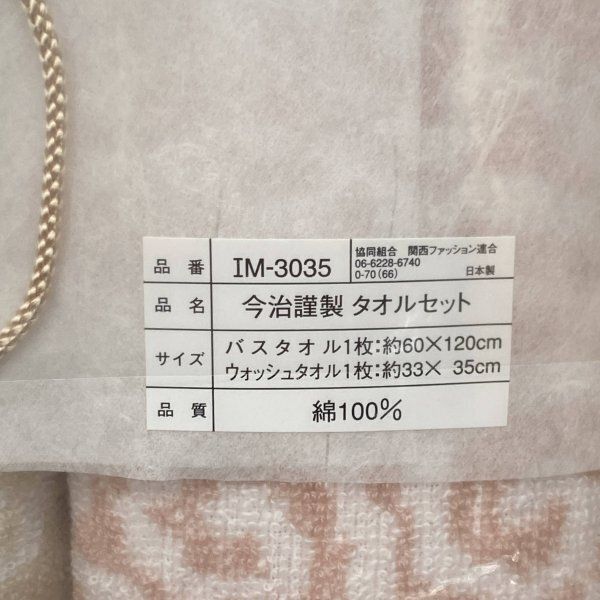 品番 IM-3035
協同組合 関西ファッション連合
06-6228-6740
0-70(66) 日本製
品名 今治謹製 タオルセット
サイズ バスタオル1枚:約60×120cm
ウォッシュタオル1枚:約33× 35cm
品質 綿100%